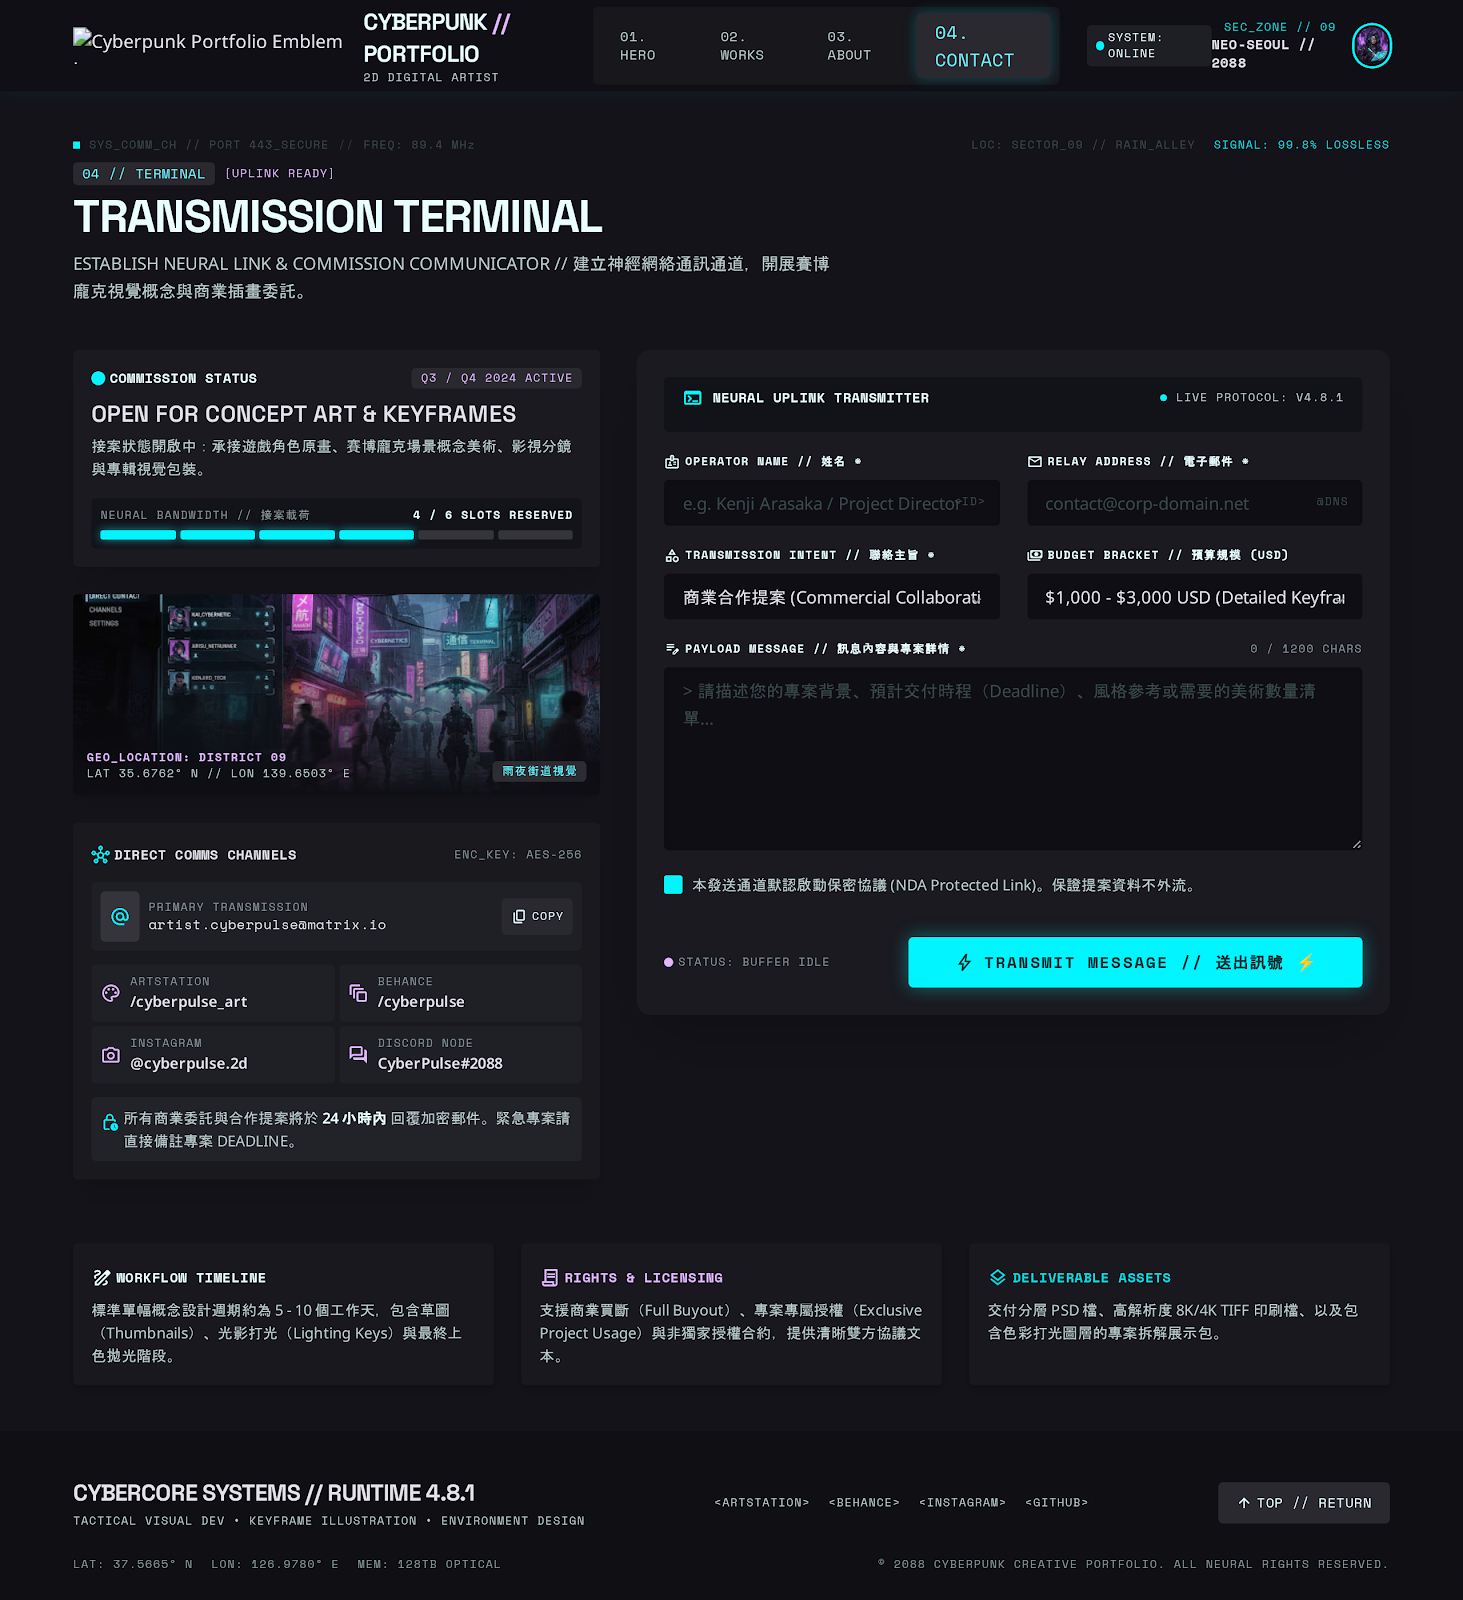 Cyberpunk Portfolio Emblem
CYBERPUNK //
PORTFOLIO
2D DIGITAL ARTIST
01.
HERO
02.
WORKS
03.
ABOUT
04.
CONTACT
SYSTEM:
ONLINE
SEC_ZONE // 09
NEO-SEOUL //
2088
SYS_COMM_CH // PORT 443_SECURE // FREQ: 89.4 MHz
LOC: SECTOR_09 // RAIN_ALLEY
SIGNAL: 99.8% LOSSLESS
04 // TERMINAL
[UPLINK READY]
TRANSMISSION TERMINAL
ESTABLISH NEURAL LINK & COMMISSION COMMUNICATOR // 建立神經網絡通訊通道，開展賽博
龐克視覺概念與商業插畫委託。
COMMISSION STATUS
Q3 / Q4 2024 ACTIVE
OPEN FOR CONCEPT ART & KEYFRAMES
接案狀態開啟中：承接遊戲角色原畫、賽博龐克場景概念美術、影視分鏡
與專輯視覺包裝。
NEURAL BANDWIDTH // 接案載荷
4 / 6 SLOTS RESERVED
DIRECT CONTACT
CHANNELS
SETTINGS
KAI_CYBERNETIC
ARISU_NETRUNNER
KENJIRO_TECH
CYBERNETICS
通信 TERMINAL
GEO_LOCATION: DISTRICT 09
LAT 35.6762° N // LON 139.6503° E
雨夜街道視覺
DIRECT COMMS CHANNELS
ENC_KEY: AES-256
PRIMARY TRANSMISSION
artist.cyberpulse@matrix.io
COPY
ARTSTATION
/cyberpulse_art
BEHANCE
/cyberpulse
INSTAGRAM
@cyberpulse.2d
DISCORD NODE
CyberPulse#2088
所有商業委託與合作提案將於 24 小時內 回覆加密郵件。緊急專案請
直接備註專案 DEADLINE。
NEURAL UPLINK TRANSMITTER
LIVE PROTOCOL: V4.8.1
OPERATOR NAME // 姓名 *
e.g. Kenji Arasaka / Project Director
ID>
RELAY ADDRESS // 電子郵件 *
contact@corp-domain.net
@DNS
TRANSMISSION INTENT // 聯絡主旨 *
商業合作提案 (Commercial Collaborati
BUDGET BRACKET // 預算規模 (USD)
$1,000 - $3,000 USD (Detailed Keyfra
PAYLOAD MESSAGE // 訊息內容與專案詳情 *
0 / 1200 CHARS
> 請描述您的專案背景、預計交付時程（Deadline）、風格參考或需要的美術數量清
單...
本發送通道默認啟動保密協議 (NDA Protected Link)。保證提案資料不外流。
STATUS: BUFFER IDLE
TRANSMIT MESSAGE // 送出訊號 ⚡
WORKFLOW TIMELINE
標準單幅概念設計週期約為 5 - 10 個工作天，包含草圖
（Thumbnails）、光影打光（Lighting Keys）與最終上
色拋光階段。
RIGHTS & LICENSING
支援商業買斷（Full Buyout）、專案專屬授權（Exclusive
Project Usage）與非獨家授權合約，提供清晰雙方協議文
本。
DELIVERABLE ASSETS
交付分層 PSD 檔、高解析度 8K/4K TIFF 印刷檔、以及包
含色彩打光圖層的專案拆解展示包。
CYBERCORE SYSTEMS // RUNTIME 4.8.1
TACTICAL VISUAL DEV • KEYFRAME ILLUSTRATION • ENVIRONMENT DESIGN
<ARTSTATION>
<BEHANCE>
<INSTAGRAM>
<GITHUB>
TOP // RETURN
LAT: 37.5665° N
LON: 126.9780° E
MEM: 128TB OPTICAL
© 2088 CYBERPUNK CREATIVE PORTFOLIO. ALL NEURAL RIGHTS RESERVED.